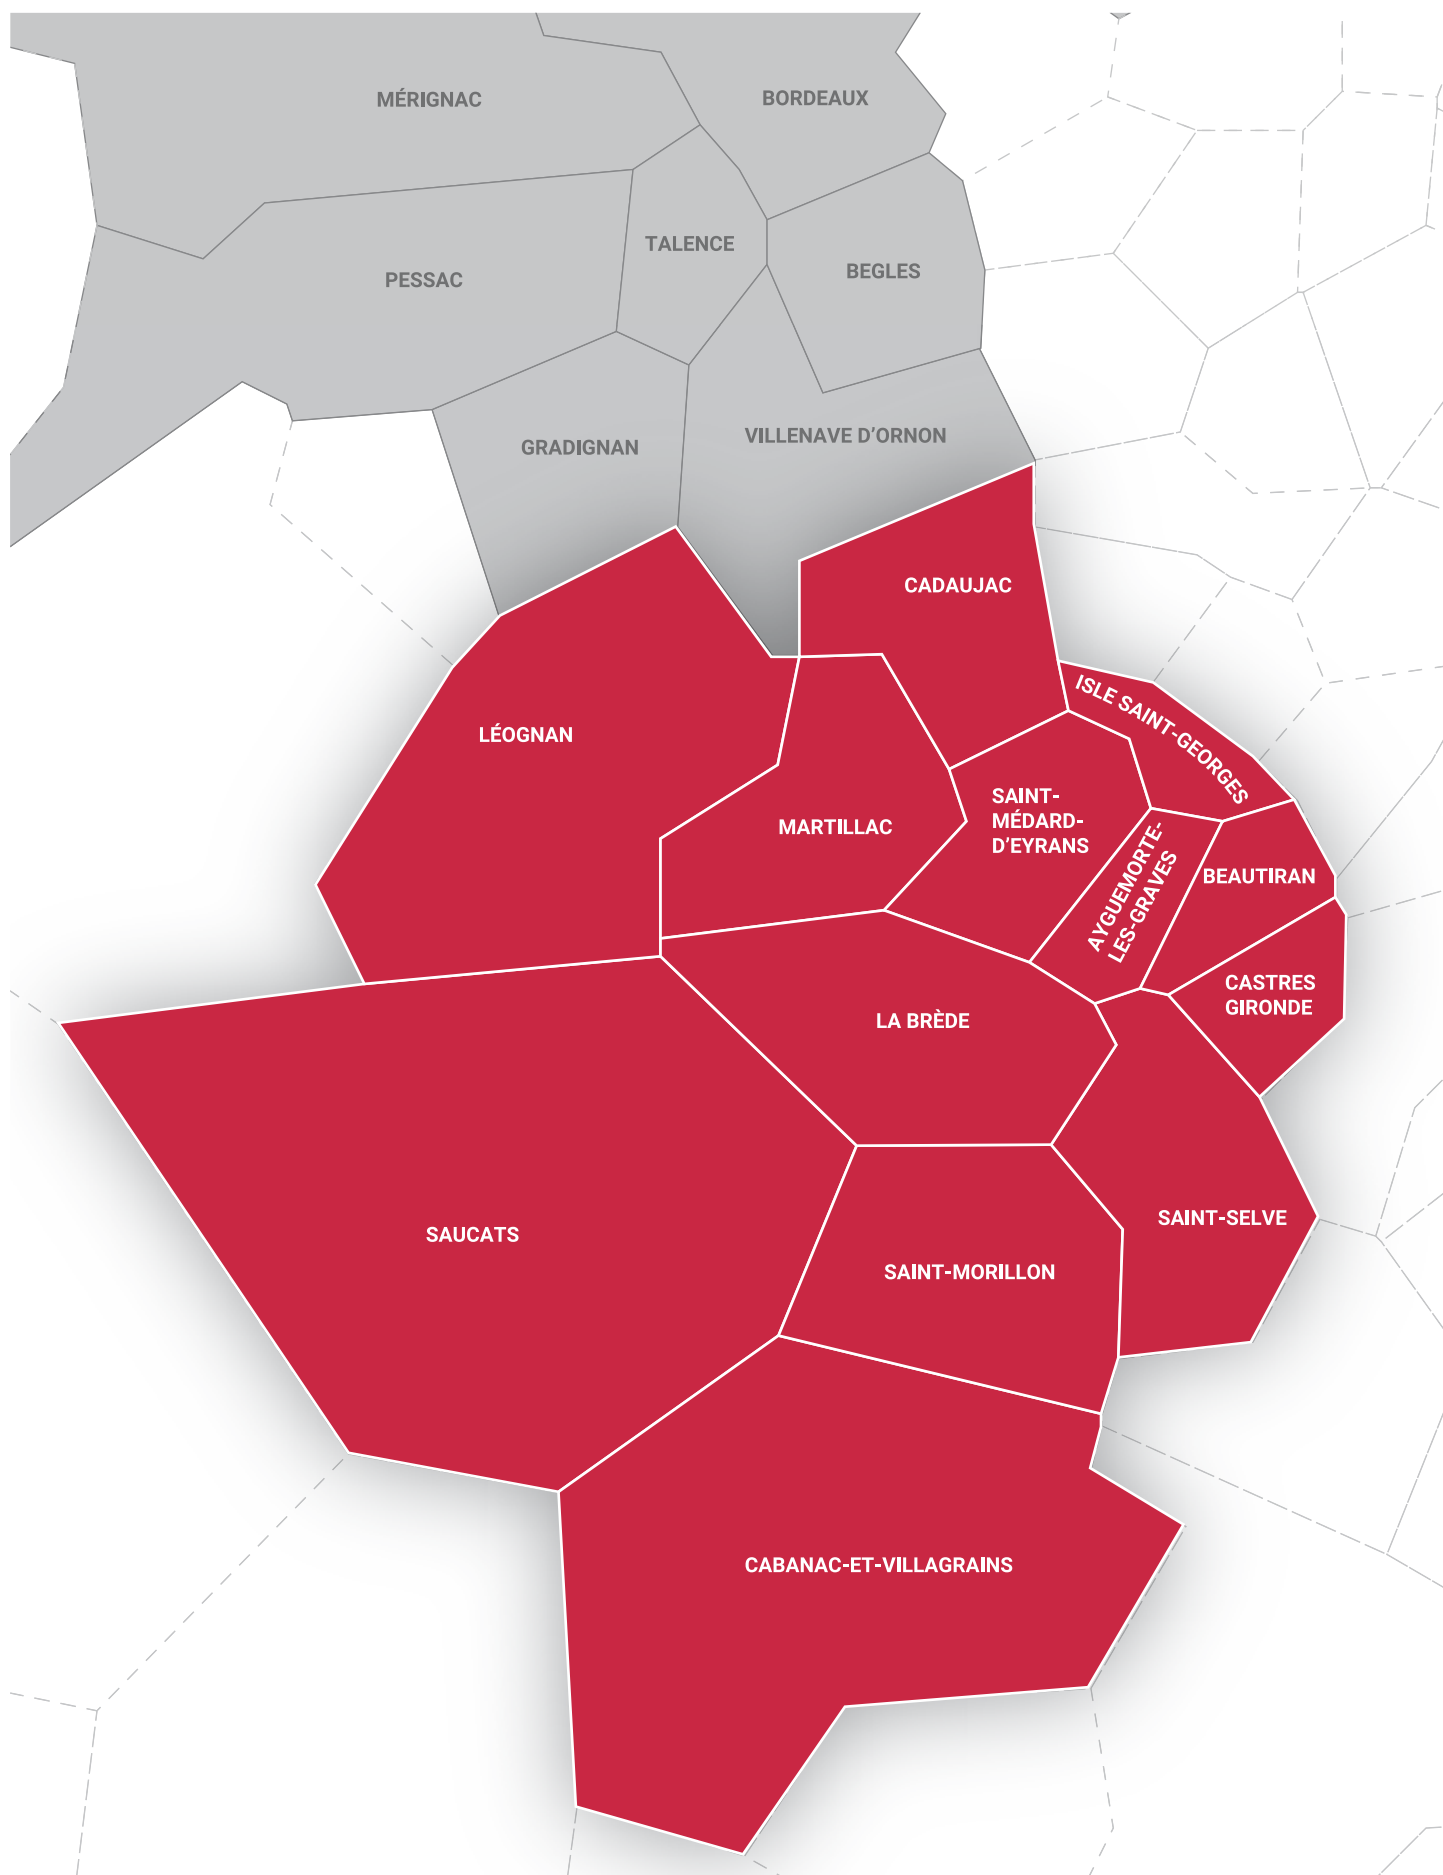 MÉRIGNAC
BORDEAUX
TALENCE
PESSAC
BEGLES
GRADIGNAN
VILLENAVE D’ORNON
CADAUJAC
ISLE SAINT-GEORGES
LÉOGNAN
MARTILLAC
SAINT-
MÉDARD-
D’EYRANS
AYGUEMORTE-
LES-GRAVES
BEAUTIRAN
CASTRES
GIRONDE
LA BRÈDE
SAUCATS
SAINT-SELVE
SAINT-MORILLON
CABANAC-ET-VILLAGRAINS